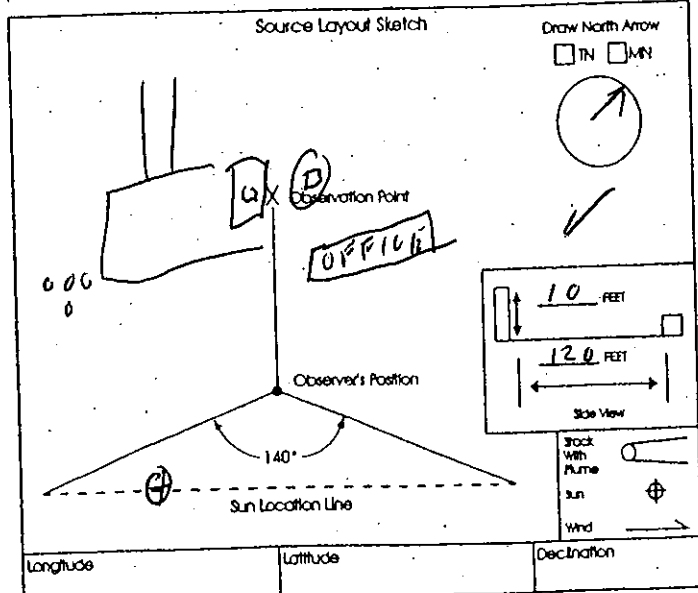 Source Layout Sketch
Draw North Arrow
TN MN
D
X Observation Point
OFFICE
10 FEET
120 FEET
Side View
Observer's Position
140°
Sun Location Line
Stack
With
Plume
Sun
Wind
Longitude
Latitude
Declination